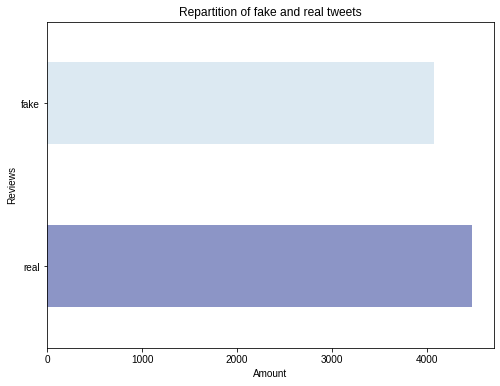 Repartition of fake and real tweets
fake
Reviews
real
0 1000 2000 3000 4000
Amount